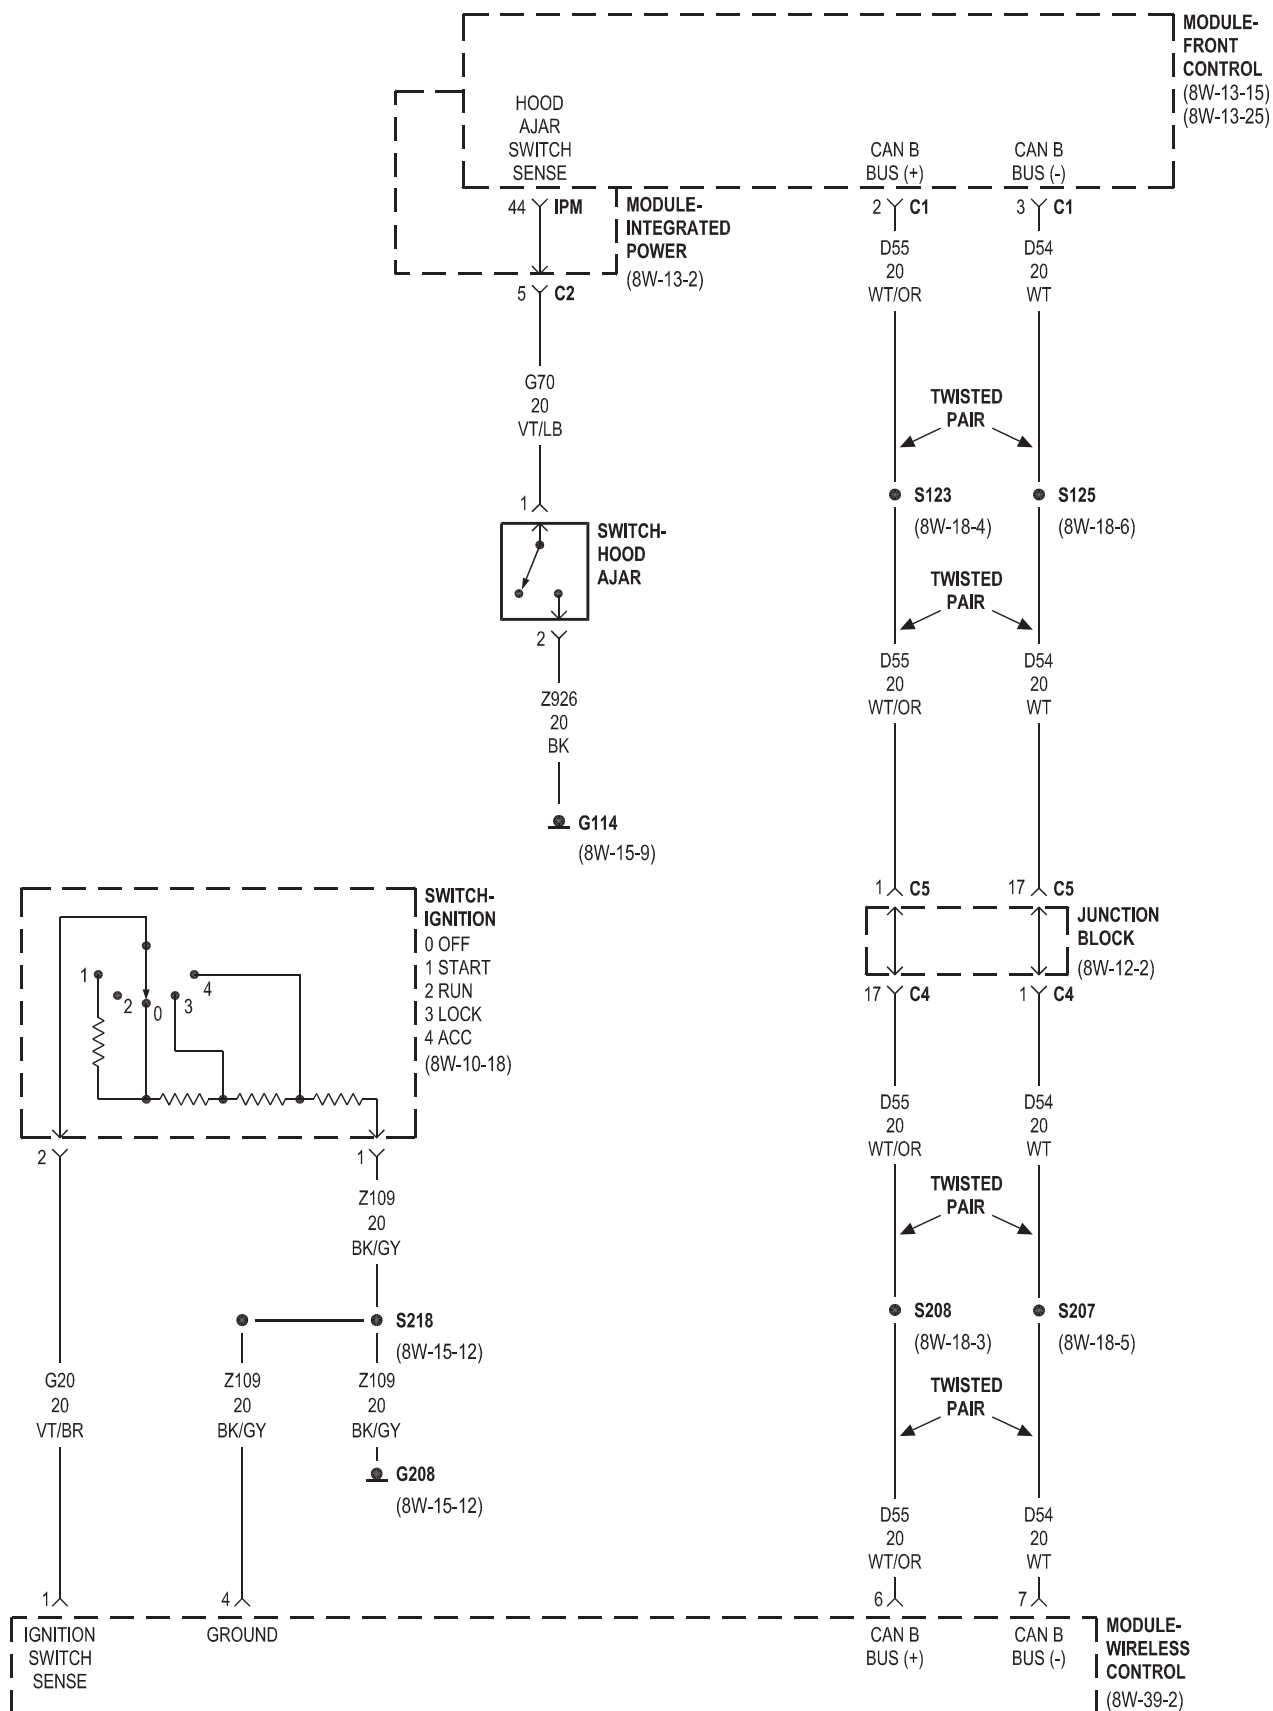 MODULE-
FRONT
CONTROL
(8W-13-15)
(8W-13-25)
HOOD
AJAR
SWITCH
SENSE
CAN B
BUS (+)
CAN B
BUS (-)
44 IPM
MODULE-
INTEGRATED
POWER
(8W-13-2)
2 C1
3 C1
D55
20
WT/OR
D54
20
WT
5 C2
G70
20
VT/LB
TWISTED
PAIR
1
SWITCH-
HOOD
AJAR
S123
(8W-18-4)
S125
(8W-18-6)
TWISTED
PAIR
2
D55
20
WT/OR
D54
20
WT
Z926
20
BK
G114
(8W-15-9)
SWITCH-
IGNITION
0 OFF
1 START
2 RUN
3 LOCK
4 ACC
(8W-10-18)
1
2
0
3
4
1 C5
17 C5
JUNCTION
BLOCK
(8W-12-2)
17 C4
1 C4
D55
20
WT/OR
D54
20
WT
2
1
Z109
20
BK/GY
TWISTED
PAIR
S218
(8W-15-12)
S208
(8W-18-3)
S207
(8W-18-5)
G20
20
VT/BR
Z109
20
BK/GY
Z109
20
BK/GY
TWISTED
PAIR
G208
(8W-15-12)
D55
20
WT/OR
D54
20
WT
1
4
6
7
IGNITION
SWITCH
SENSE
GROUND
CAN B
BUS (+)
CAN B
BUS (-)
MODULE-
WIRELESS
CONTROL
(8W-39-2)